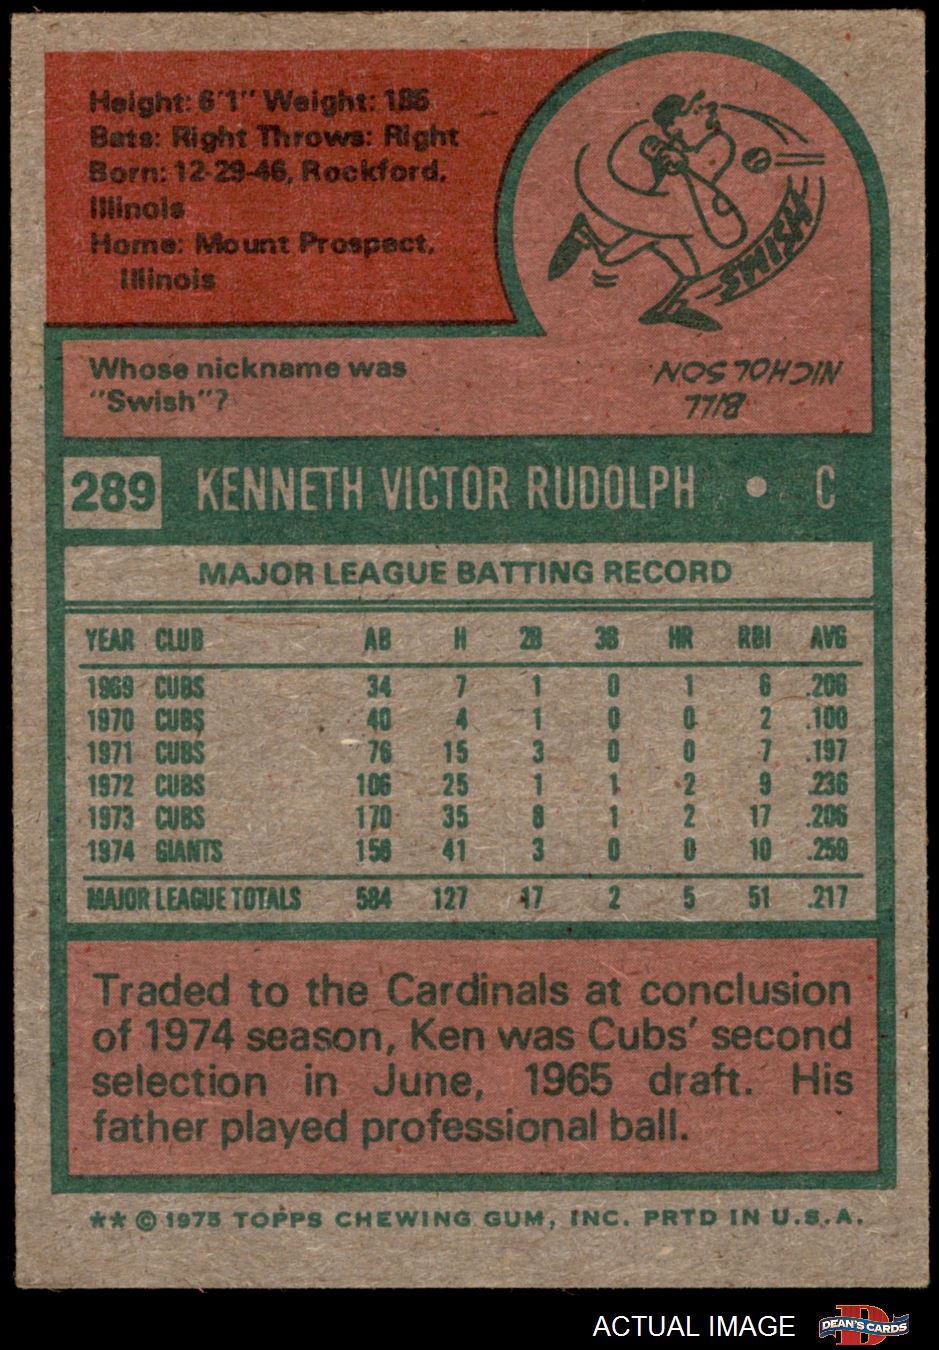 Height: 6'1" Weight: 185
Bats: Right Throws: Right
Born: 12-29-46, Rockford,
Illinois
Home: Mount Prospect,
Illinois
SWISH!
Whose nickname was
"Swish"?
BILL
NICHOLSON
289 KENNETH VICTOR RUDOLPH • C
MAJOR LEAGUE BATTING RECORD
YEAR CLUB AB H 2B 3B HR RBI AVG
1969 CUBS 34 7 1 0 1 6 .206
1970 CUBS 40 4 1 0 0 2 .100
1971 CUBS 76 15 3 0 0 7 .197
1972 CUBS 106 25 1 1 2 9 .236
1973 CUBS 170 35 8 1 2 17 .206
1974 GIANTS 158 41 3 0 0 10 .259
MAJOR LEAGUE TOTALS 584 127 17 2 5 51 .217
Traded to the Cardinals at conclusion
of 1974 season, Ken was Cubs' second
selection in June, 1965 draft. His
father played professional ball.
** © 1975 TOPPS CHEWING GUM, INC. PRTD IN U.S.A.
ACTUAL IMAGE
DEAN'S CARDS